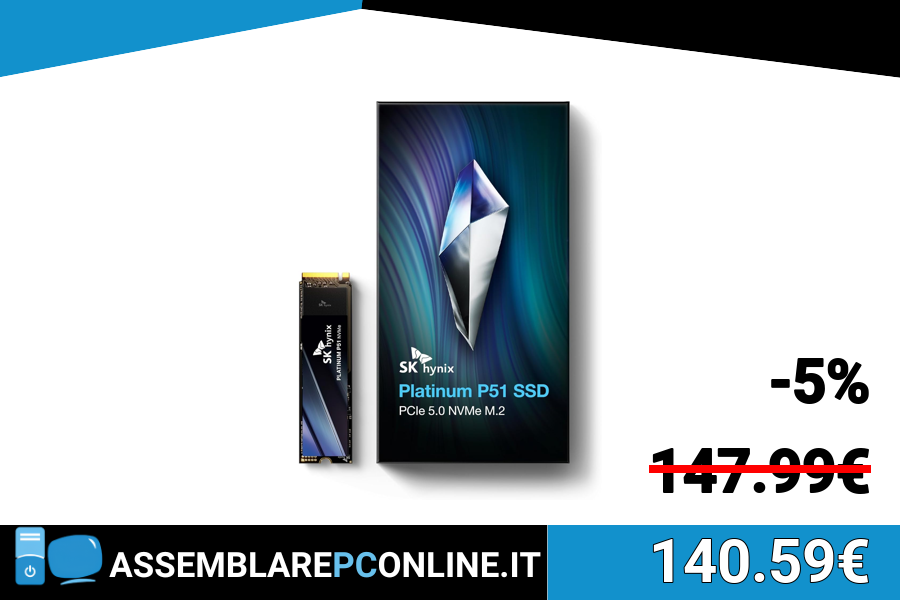 SK hynix
PLATINUM P51 NVMe
SK hynix
Platinum P51 SSD
PCIe 5.0 NVMe M.2
-5%
147.99€
ASSEMBLAREPCONLINE.IT
140.59€